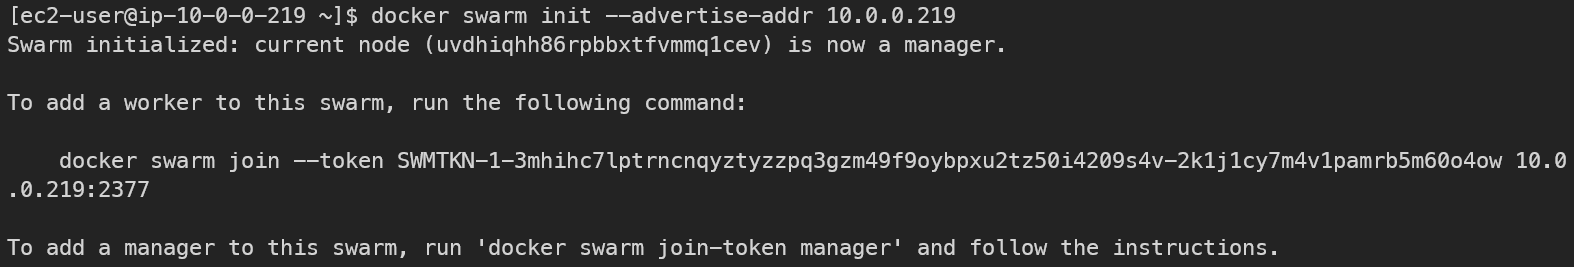 [ec2-user@ip-10-0-0-219 ~]$ docker swarm init --advertise-addr 10.0.0.219
Swarm initialized: current node (uvdhiqhh86rpbbxtfvmmq1cev) is now a manager.
To add a worker to this swarm, run the following command:
docker swarm join --token SWMTKN-1-3mhihc7lptrncnqyztyzzpq3gzm49f9oybpxu2tz50i4209s4v-2k1j1cy7m4v1pamrb5m60o4ow 10.0
.0.219:2377
To add a manager to this swarm, run 'docker swarm join-token manager' and follow the instructions.